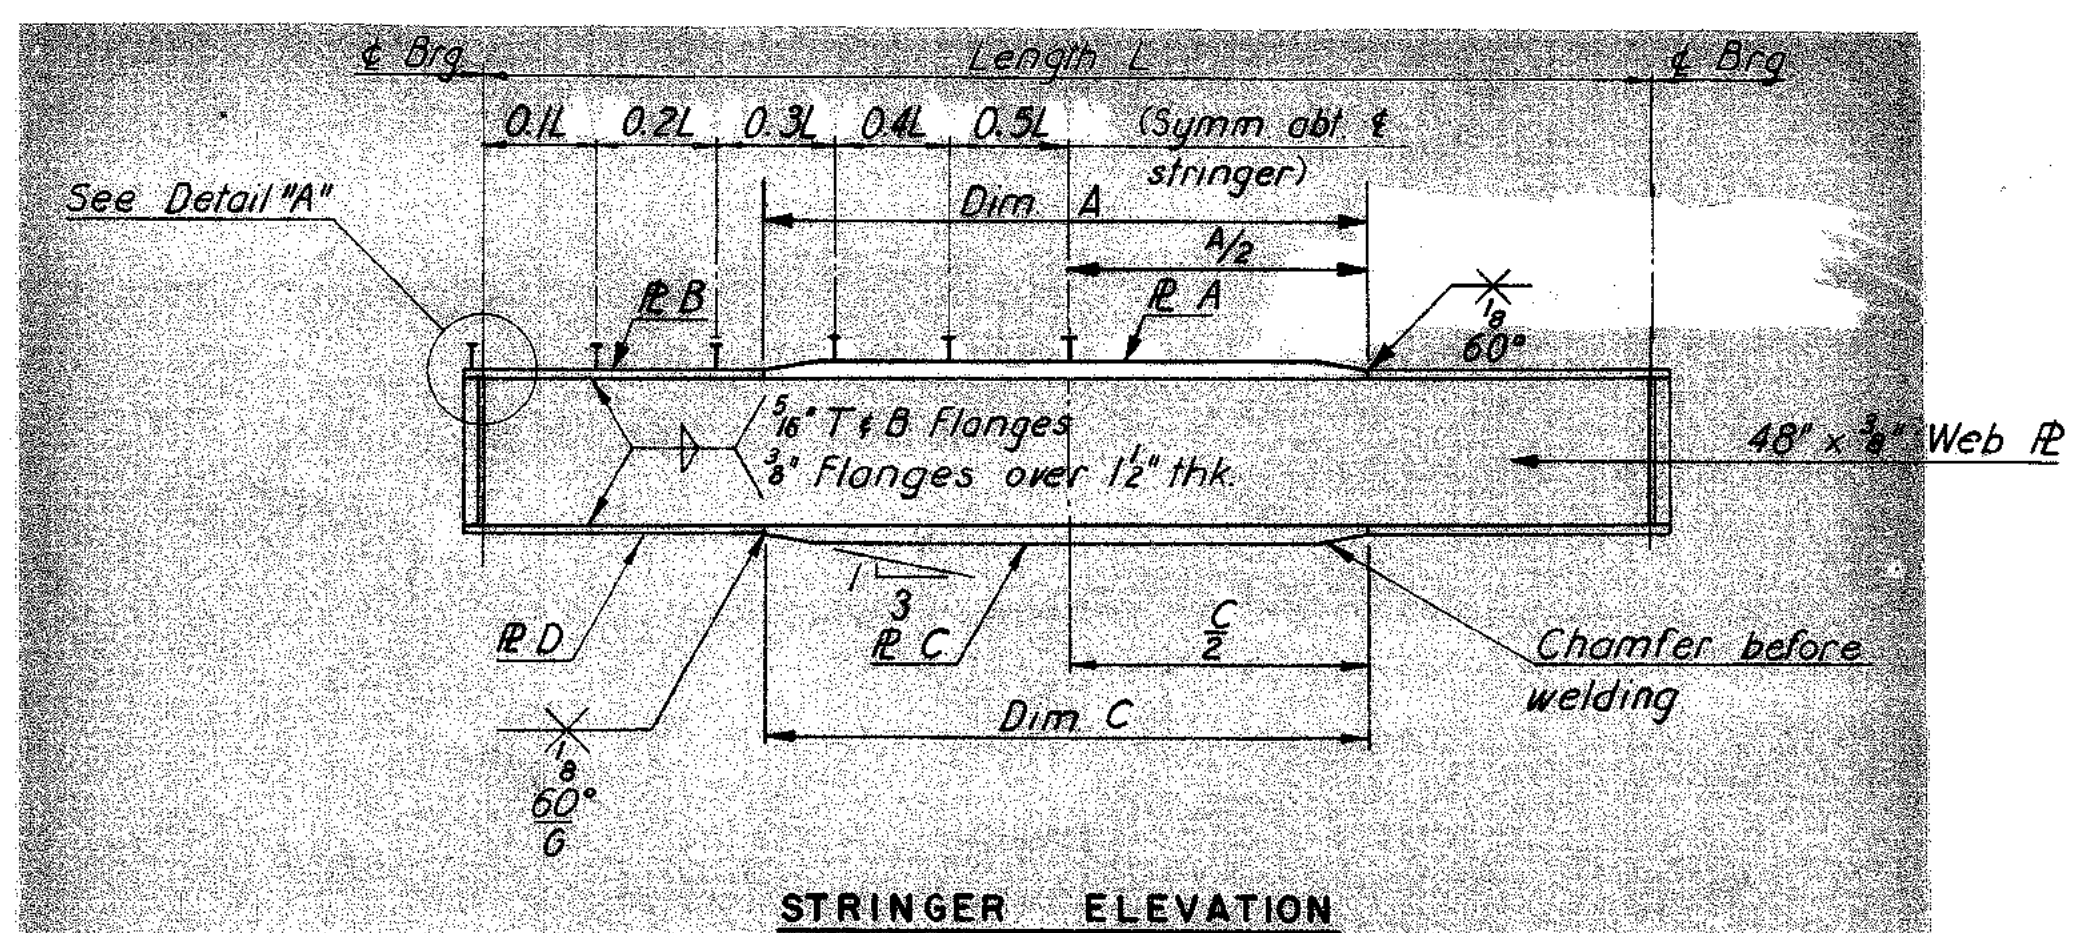 ℄ Brg
Length L
℄ Brg
0.1L
0.2L
0.3L
0.4L
0.5L
(Symm abt. ℄
stringer)
See Detail "A"
Dim. A
A/2
℄ B
℄ A
1/8
60°
5/16" T & B Flanges
3/8" Flanges over 1 1/2" thk.
48" x 3/8" Web ℄
1
3
℄ D
℄ C
C/2
Chamfer before
welding
Dim. C
1/8
60°
G
STRINGER ELEVATION